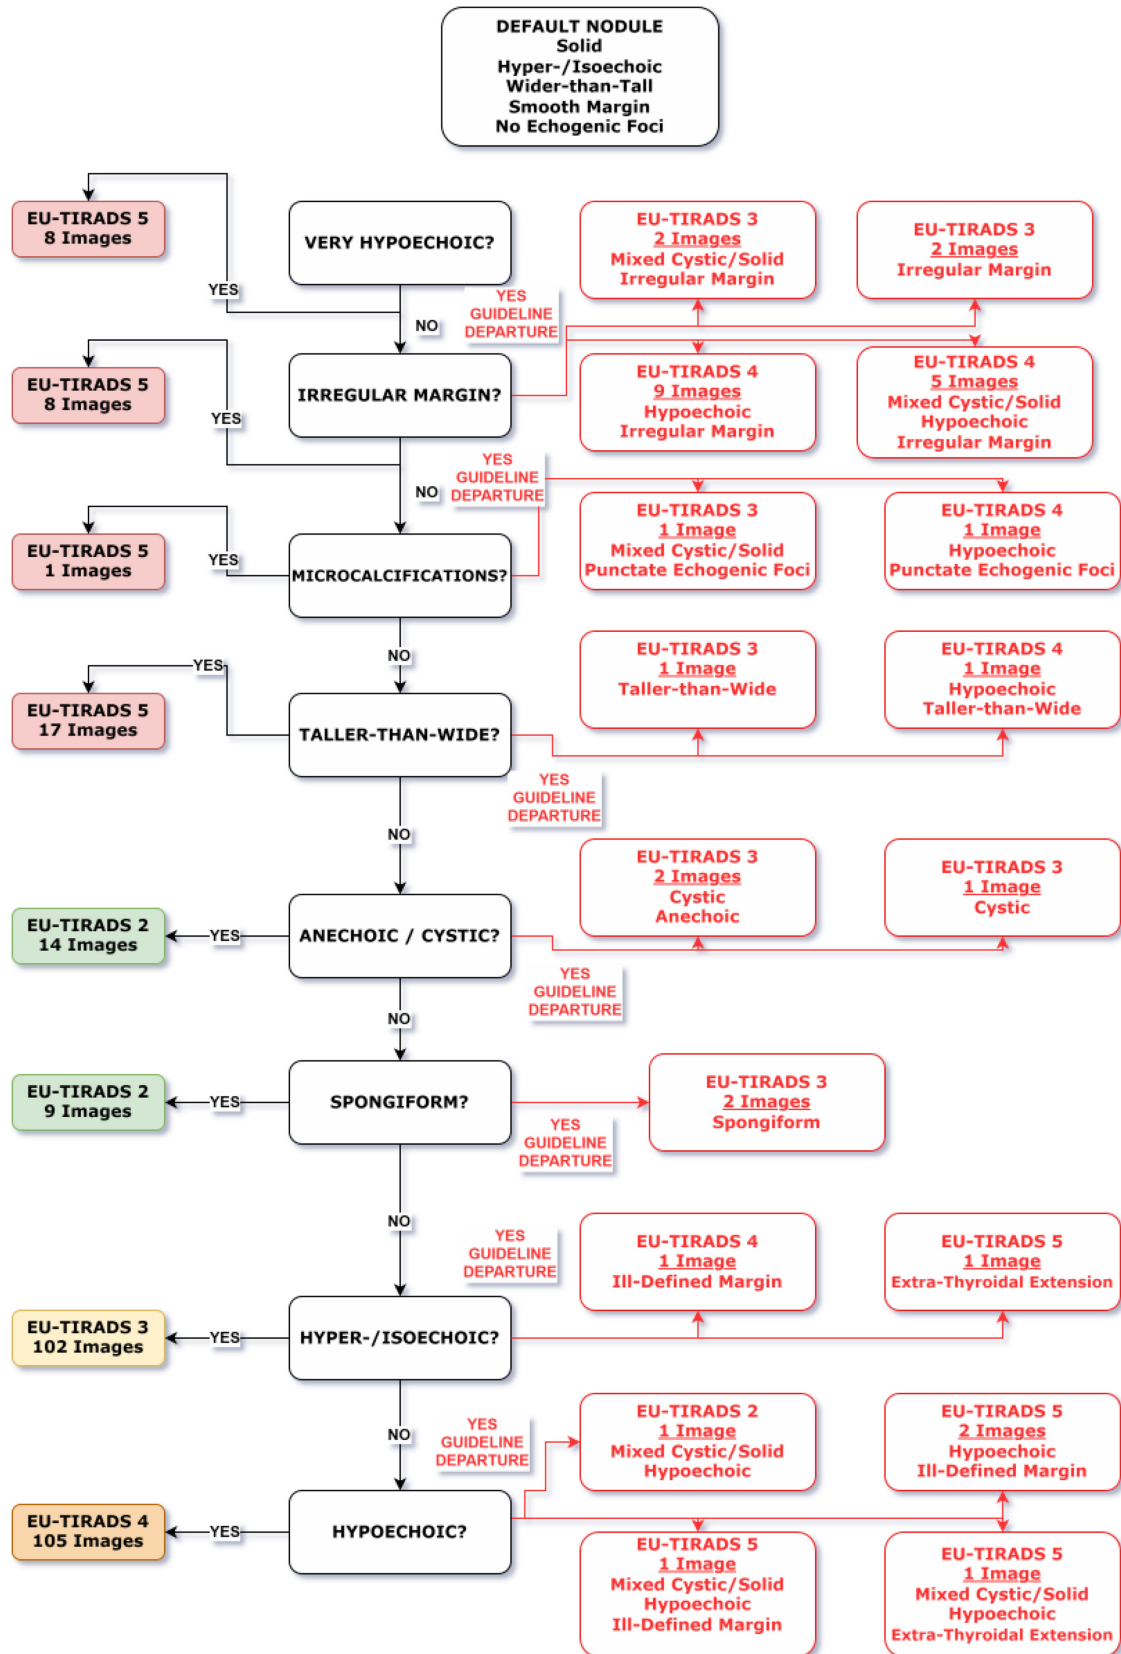 DEFAULT NODULE
Solid
Hyper-/Isoechoic
Wider-than-Tall
Smooth Margin
No Echogenic Foci
EU-TIRADS 5
8 Images
YES
VERY HYPOECHOIC?
NO
YES
GUIDELINE
DEPARTURE
EU-TIRADS 3
2 Images
Mixed Cystic/Solid
Irregular Margin
EU-TIRADS 3
2 Images
Irregular Margin
EU-TIRADS 5
8 Images
YES
IRREGULAR MARGIN?
NO
EU-TIRADS 4
9 Images
Hypoechoic
Irregular Margin
EU-TIRADS 4
5 Images
Mixed Cystic/Solid
Hypoechoic
Irregular Margin
YES
GUIDELINE
DEPARTURE
EU-TIRADS 5
1 Images
YES
MICROCALCIFICATIONS?
NO
EU-TIRADS 3
1 Image
Mixed Cystic/Solid
Punctate Echogenic Foci
EU-TIRADS 4
1 Image
Hypoechoic
Punctate Echogenic Foci
EU-TIRADS 5
17 Images
YES
TALLER-THAN-WIDE?
NO
EU-TIRADS 3
1 Image
Taller-than-Wide
EU-TIRADS 4
1 Image
Hypoechoic
Taller-than-Wide
YES
GUIDELINE
DEPARTURE
EU-TIRADS 2
14 Images
YES
ANECHOIC / CYSTIC?
NO
EU-TIRADS 3
2 Images
Cystic
Anechoic
EU-TIRADS 3
1 Image
Cystic
YES
GUIDELINE
DEPARTURE
EU-TIRADS 2
9 Images
YES
SPONGIFORM?
NO
YES
GUIDELINE
DEPARTURE
EU-TIRADS 3
2 Images
Spongiform
YES
GUIDELINE
DEPARTURE
EU-TIRADS 4
1 Image
Ill-Defined Margin
EU-TIRADS 5
1 Image
Extra-Thyroidal Extension
EU-TIRADS 3
102 Images
YES
HYPER-/ISOECHOIC?
NO
YES
GUIDELINE
DEPARTURE
EU-TIRADS 2
1 Image
Mixed Cystic/Solid
Hypoechoic
EU-TIRADS 5
2 Images
Hypoechoic
Ill-Defined Margin
EU-TIRADS 4
105 Images
YES
HYPOECHOIC?
EU-TIRADS 5
1 Image
Mixed Cystic/Solid
Hypoechoic
Ill-Defined Margin
EU-TIRADS 5
1 Image
Mixed Cystic/Solid
Hypoechoic
Extra-Thyroidal Extension